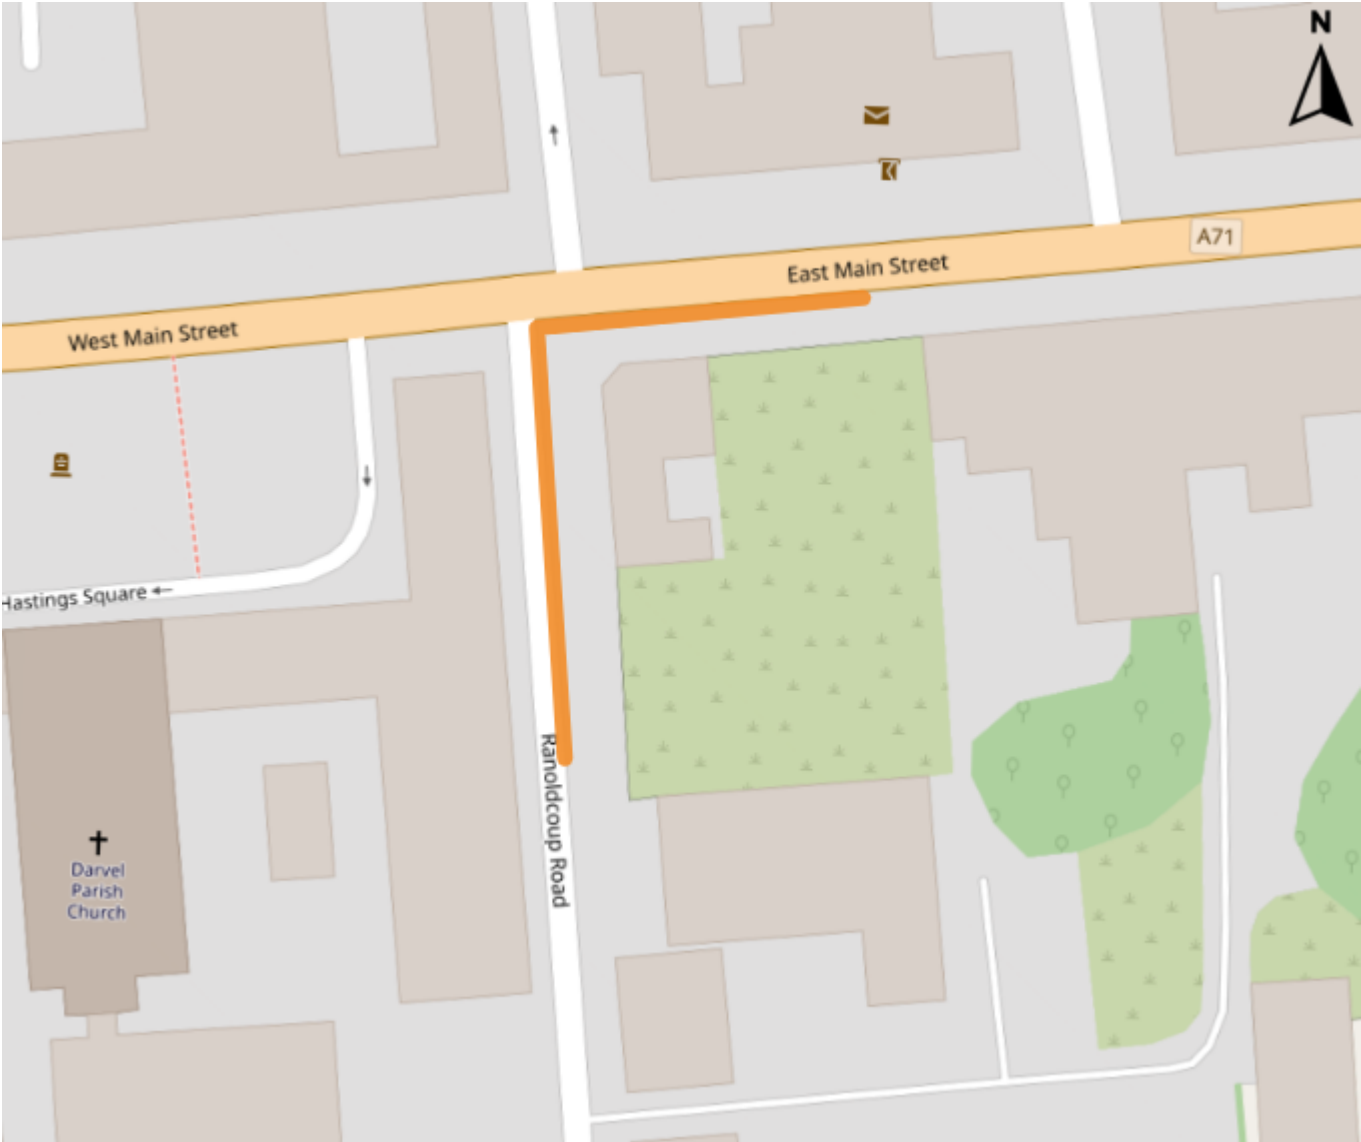 N
A71
East Main Street
West Main Street
Hastings Square
Ranoldcoup Road
Darvel
Parish
Church